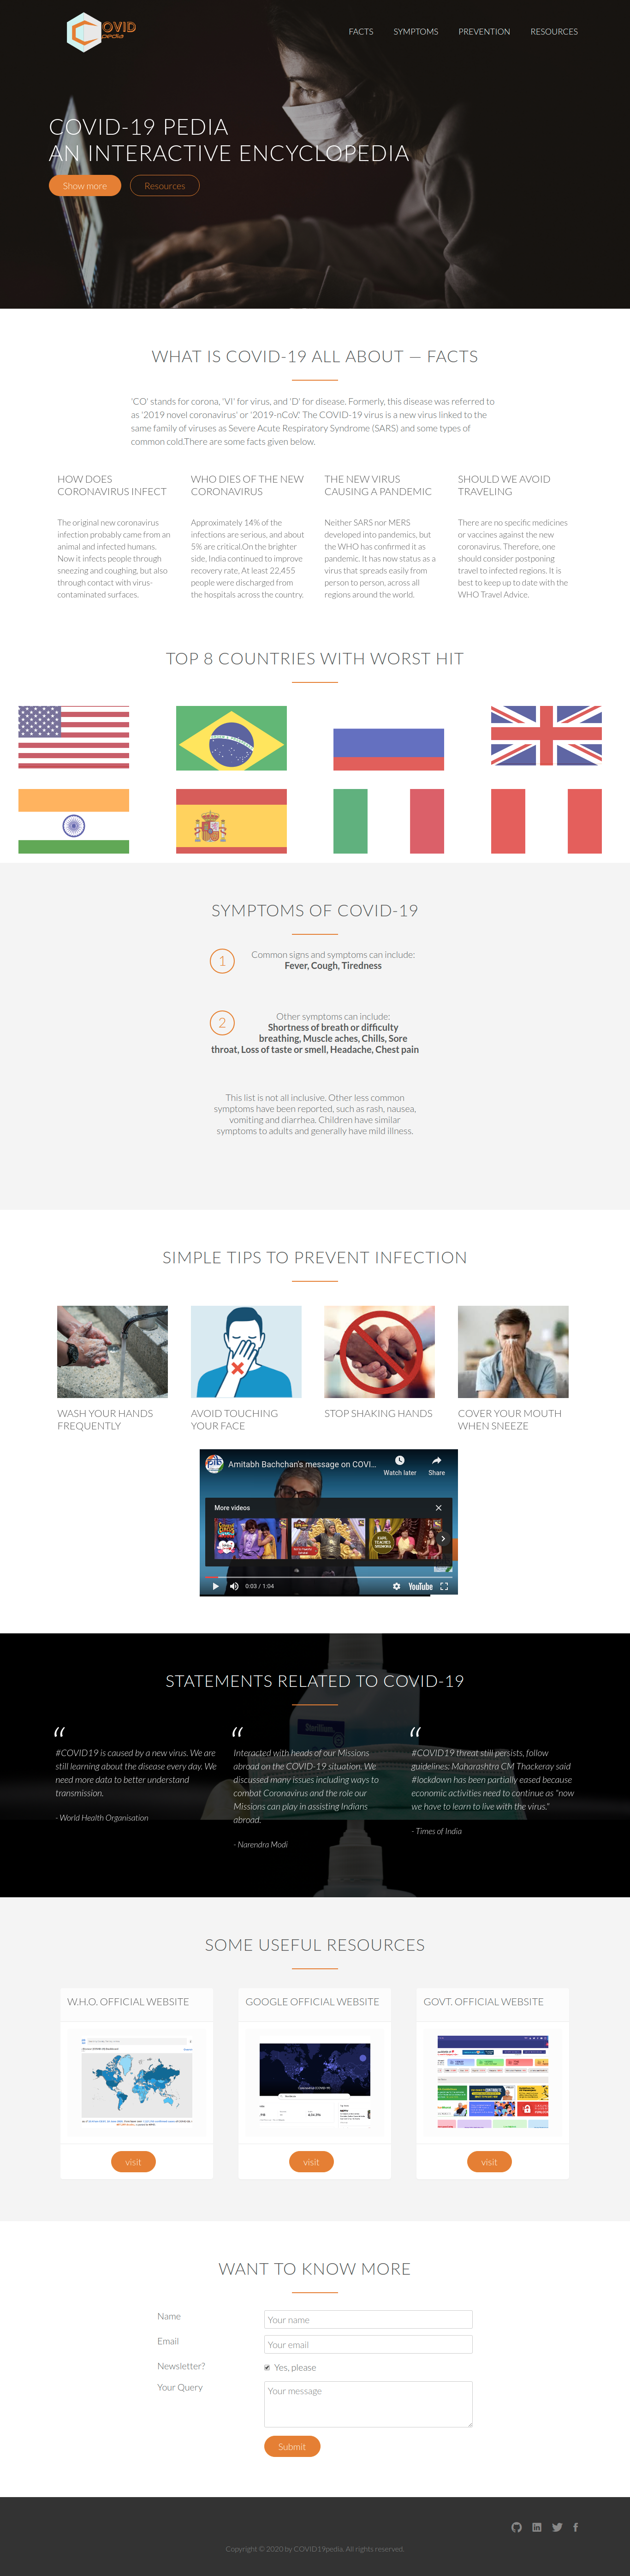 OVID
pedia
FACTS SYMPTOMS PREVENTION RESOURCES
COVID-19 PEDIA
AN INTERACTIVE ENCYCLOPEDIA
Show more Resources
WHAT IS COVID-19 ALL ABOUT — FACTS
'CO' stands for corona, 'VI' for virus, and 'D' for disease. Formerly, this disease was referred to
as '2019 novel coronavirus' or '2019-nCoV.' The COVID-19 virus is a new virus linked to the
same family of viruses as Severe Acute Respiratory Syndrome (SARS) and some types of
common cold.There are some facts given below.
HOW DOES
CORONAVIRUS INFECT
The original new coronavirus
infection probably came from an
animal and infected humans.
Now it infects people through
sneezing and coughing, but also
through contact with virus-
contaminated surfaces.
WHO DIES OF THE NEW
CORONAVIRUS
Approximately 14% of the
infections are serious, and about
5% are critical.On the brighter
side, India continued to improve
recovery rate. At least 22,455
people were discharged from
the hospitals across the country.
THE NEW VIRUS
CAUSING A PANDEMIC
Neither SARS nor MERS
developed into pandemics, but
the WHO has confirmed it as
pandemic. It has now status as a
virus that spreads easily from
person to person, across all
regions around the world.
SHOULD WE AVOID
TRAVELING
There are no specific medicines
or vaccines against the new
coronavirus. Therefore, one
should consider postponing
travel to infected regions. It is
best to keep up to date with the
WHO Travel Advice.
TOP 8 COUNTRIES WITH WORST HIT
SYMPTOMS OF COVID-19
1
Common signs and symptoms can include:
Fever, Cough, Tiredness
2
Other symptoms can include:
Shortness of breath or difficulty
breathing, Muscle aches, Chills, Sore
throat, Loss of taste or smell, Headache, Chest pain
This list is not all inclusive. Other less common
symptoms have been reported, such as rash, nausea,
vomiting and diarrhea. Children have similar
symptoms to adults and generally have mild illness.
SIMPLE TIPS TO PREVENT INFECTION
WASH YOUR HANDS
FREQUENTLY
AVOID TOUCHING
YOUR FACE
STOP SHAKING HANDS
COVER YOUR MOUTH
WHEN SNEEZE
Amitabh Bachchan's message on COVI...
Watch later Share
More videos
0:03 / 1:04
YouTube
STATEMENTS RELATED TO COVID-19
“
#COVID19 is caused by a new virus. We are
still learning about the disease every day. We
need more data to better understand
transmission.
- World Health Organisation
“
Interacted with heads of our Missions
abroad on the COVID-19 situation. We
discussed many issues including ways to
combat Coronavirus and the role our
Missions can play in assisting Indians
abroad.
- Narendra Modi
“
#COVID19 threat still persists, follow
guidelines: Maharashtra CM Thackeray said
#lockdown has been partially eased because
economic activities need to continue as "now
we have to learn to live with the virus."
- Times of India
SOME USEFUL RESOURCES
W.H.O. OFFICIAL WEBSITE
visit
GOOGLE OFFICIAL WEBSITE
visit
GOVT. OFFICIAL WEBSITE
visit
WANT TO KNOW MORE
Name
Your name
Email
Your email
Newsletter?
Yes, please
Your Query
Your message
Submit
Copyright © 2020 by COVID19pedia. All rights reserved.